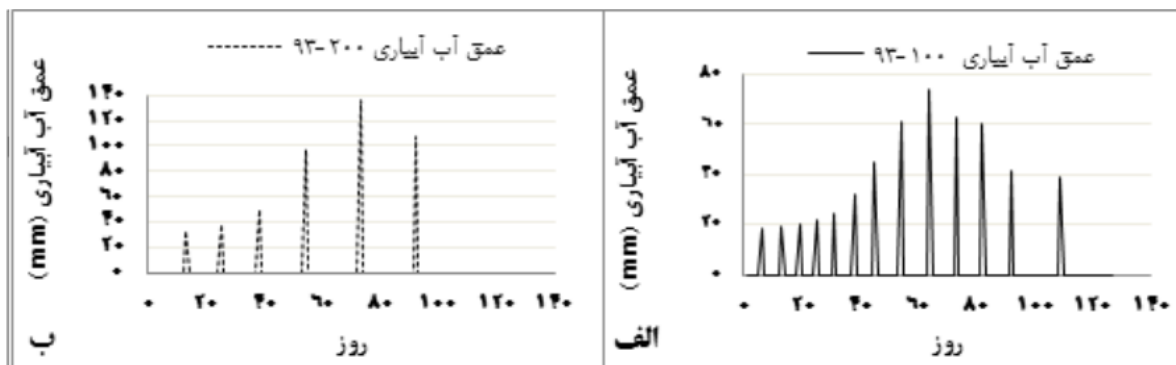 عمق آب آبیاری ۹۳-۱۰۰
عمق آب آبیاری (mm)
۸۰
۶۰
۴۰
۲۰
۰
۰ ۲۰ ۴۰ ۶۰ ۸۰ ۱۰۰ ۱۲۰ ۱۴۰
روز
الف
عمق آب آبیاری ۹۳-۲۰۰
عمق آب آبیاری (mm)
۱۴۰
۱۲۰
۱۰۰
۸۰
۶۰
۴۰
۲۰
۰
۰ ۲۰ ۴۰ ۶۰ ۸۰ ۱۰۰ ۱۲۰ ۱۴۰
روز
ب